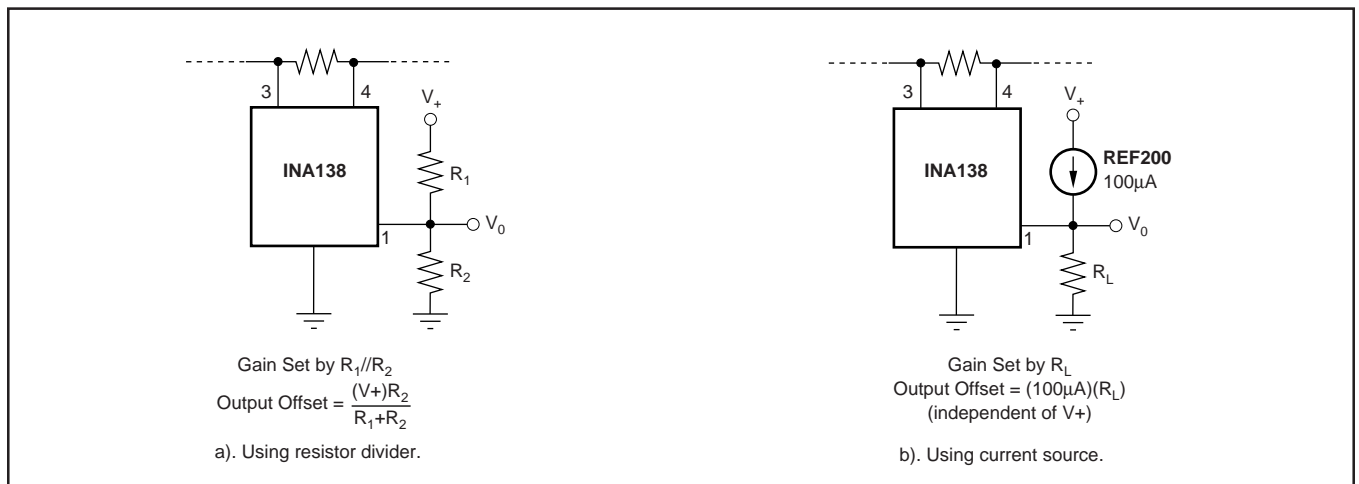 3 4
V+
INA138
R1
1
V0
R2
Gain Set by R1//R2
Output Offset = (V+)R2
R1+R2
a). Using resistor divider.
3 4
V+
INA138
REF200
100μA
1
V0
RL
Gain Set by RL
Output Offset = (100μA)(RL)
(independent of V+)
b). Using current source.